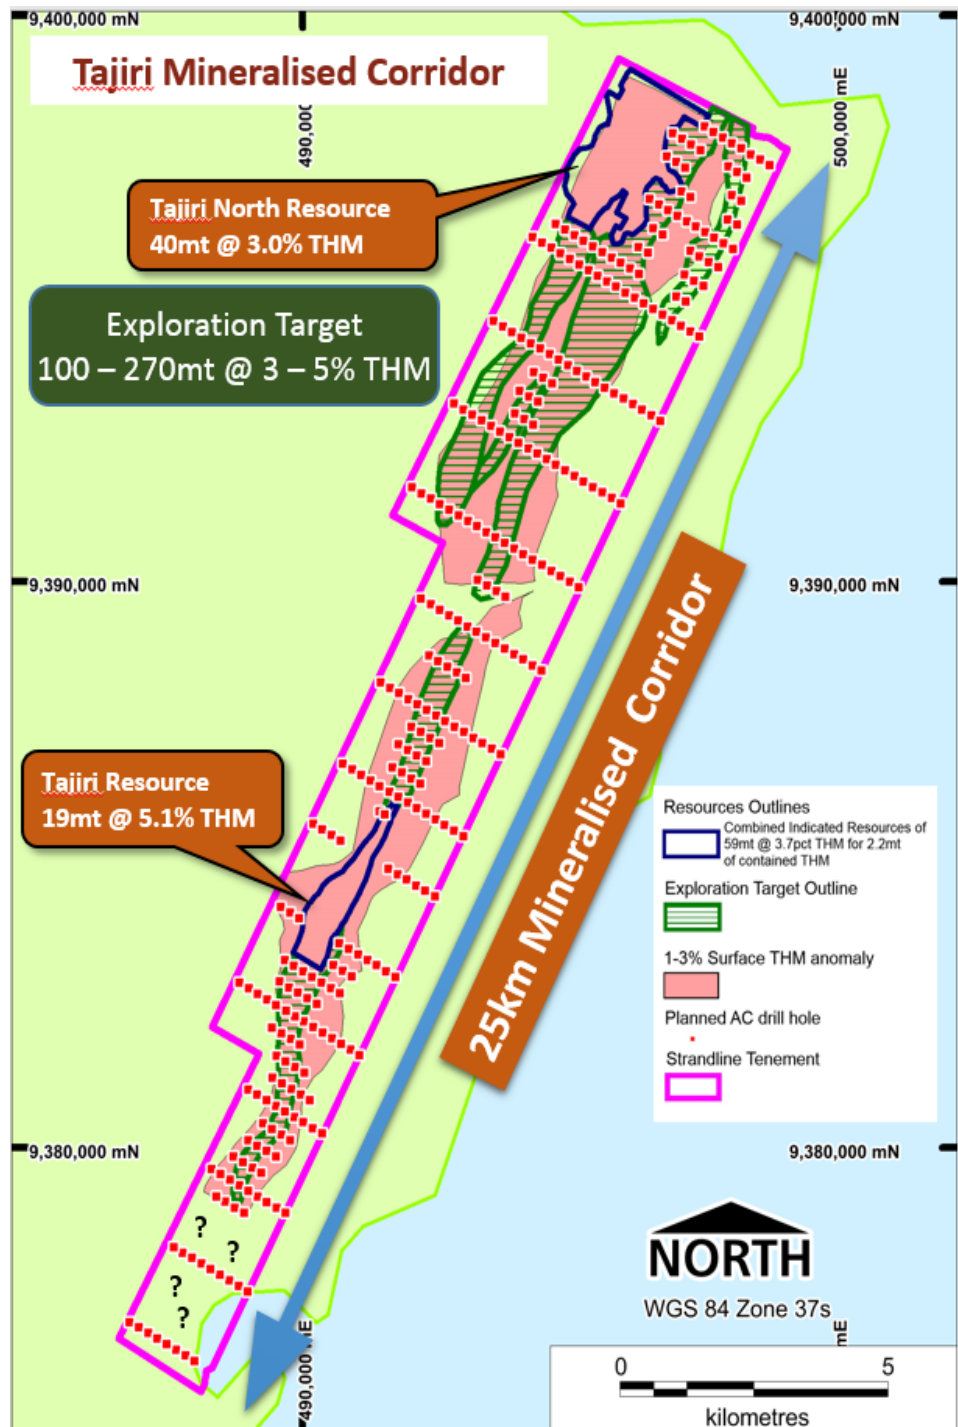 9,400,000 mN
9,400,000 mN
Tajiri Mineralised Corridor
490,000
500,000 mE
Tajiri North Resource
40mt @ 3.0% THM
Exploration Target
100 – 270mt @ 3 – 5% THM
9,390,000 mN
9,390,000 mN
25km Mineralised Corridor
Tajiri Resource
19mt @ 5.1% THM
Resources Outlines
Combined Indicated Resources of
59mt @ 3.7pct THM for 2.2mt
of contained THM
Exploration Target Outline
1-3% Surface THM anomaly
Planned AC drill hole
Strandline Tenement
9,380,000 mN
9,380,000 mN
?
?
?
?
NORTH
WGS 84 Zone 37s
490,000 mE
mE
0 5
kilometres